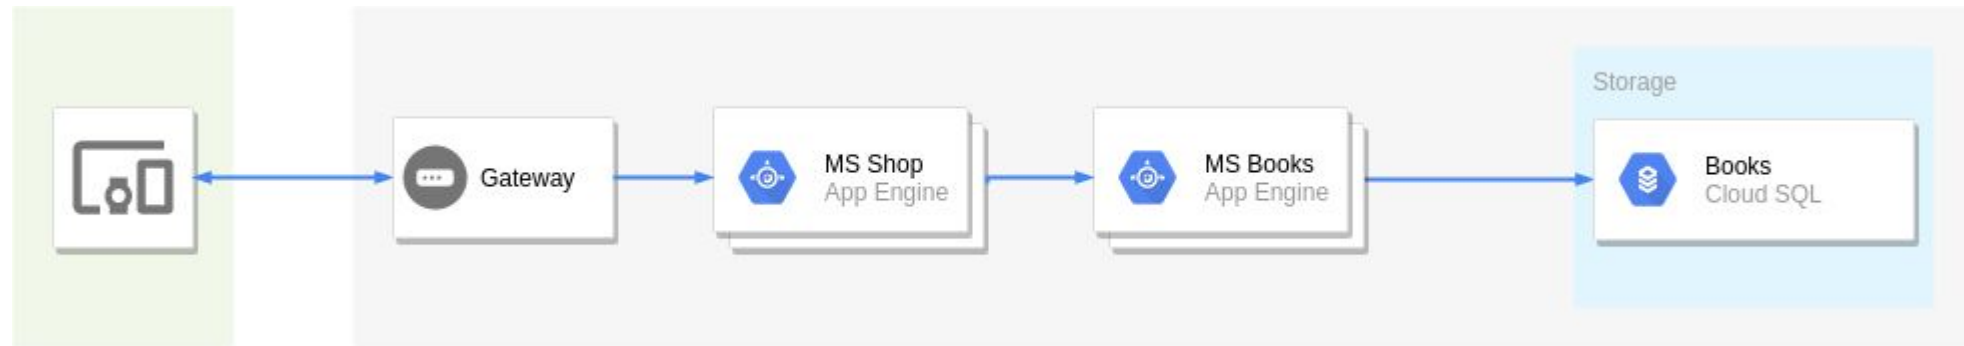 Storage
Gateway
MS Shop
App Engine
MS Books
App Engine
Books
Cloud SQL